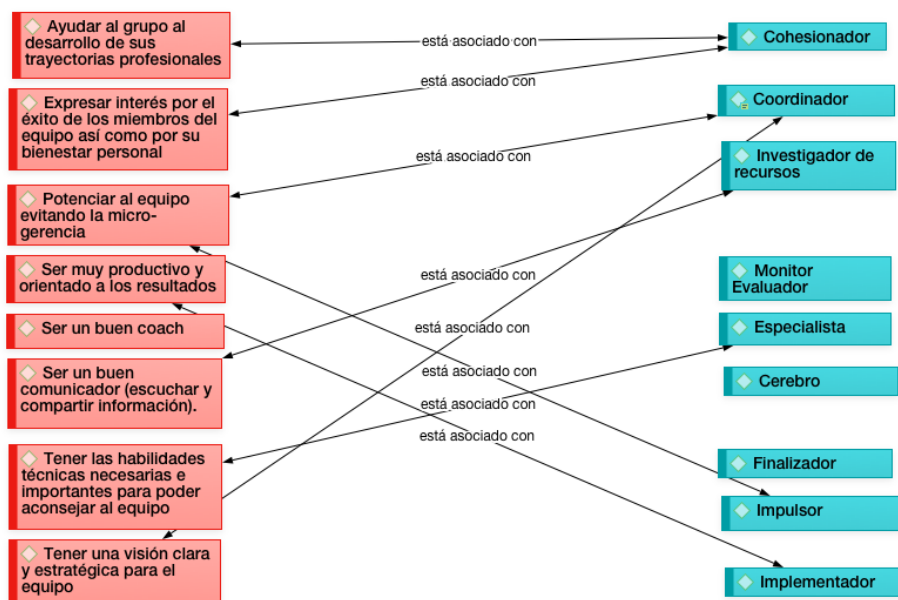 Ayudar al grupo al
desarrollo de sus
trayectorias profesionales
Expresar interés por el
éxito de los miembros del
equipo así como por su
bienestar personal
Potenciar al equipo
evitando la micro-
gerencia
Ser muy productivo y
orientado a los resultados
Ser un buen coach
Ser un buen
comunicador (escuchar y
compartir información).
Tener las habilidades
técnicas necesarias e
importantes para poder
aconsejar al equipo
Tener una visión clara
y estratégica para el
equipo
está asociado con
está asociado con
está asociado con
está asociado con
está asociado con
está asociado con
está asociado con
está asociado con
Cohesionador
Coordinador
Investigador de
recursos
Monitor
Evaluador
Especialista
Cerebro
Finalizador
Impulsor
Implementador